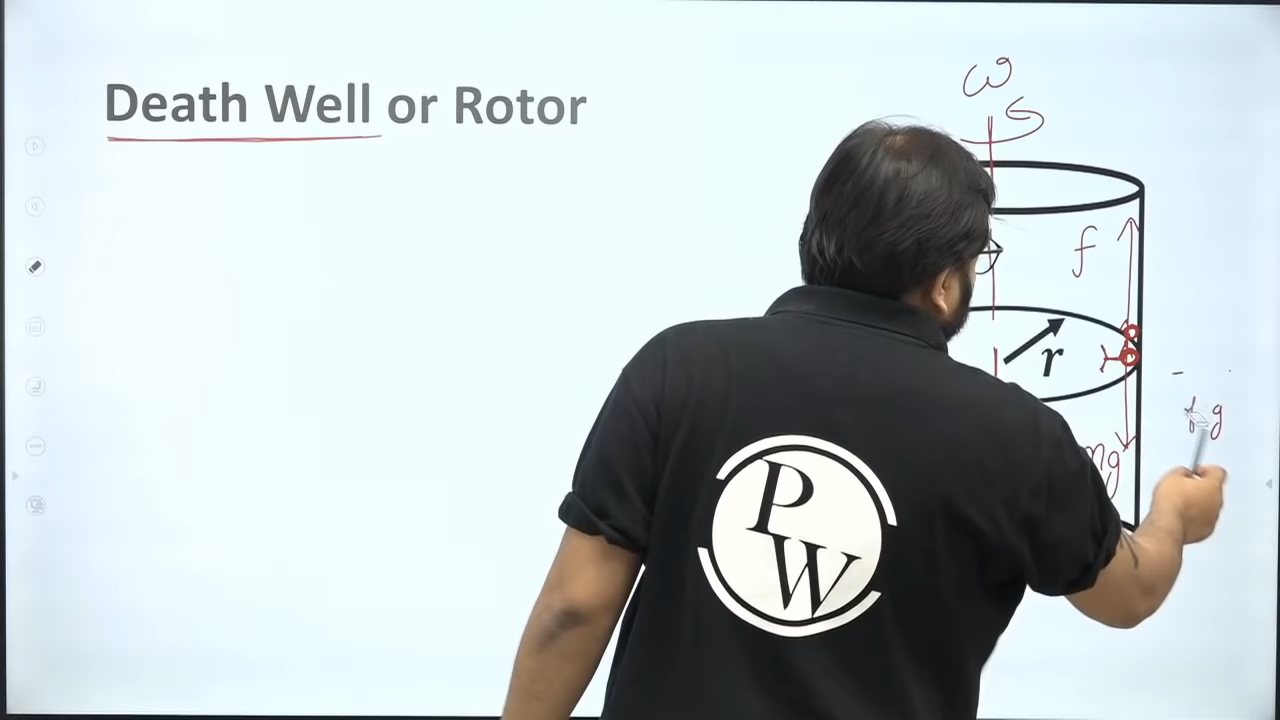 Death Well or Rotor
ω
f
r
mg
P
W